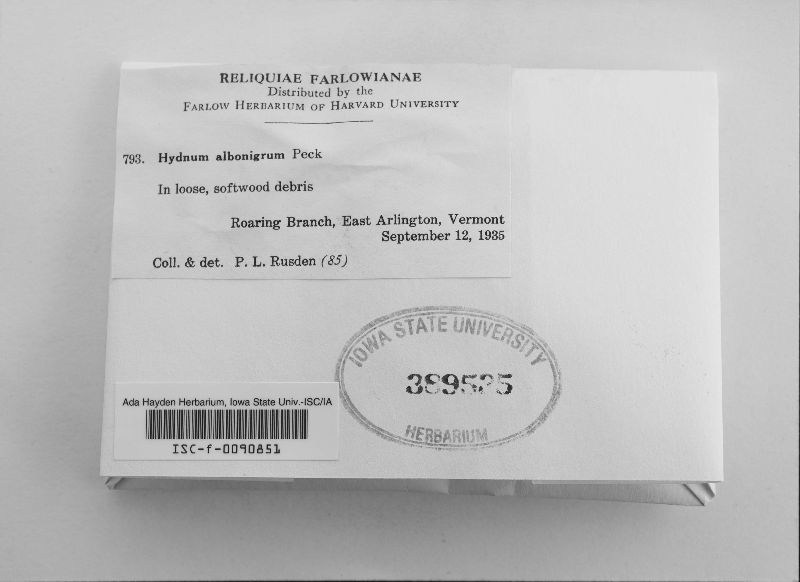 RELIQUIAE FARLOWIANAE
Distributed by the
FARLOW HERBARIUM OF HARVARD UNIVERSITY
793. Hydnum albonigrum Peck
In loose, softwood debris
Roaring Branch, East Arlington, Vermont
September 12, 1935
Coll. & det. P. L. Rusden (85)
IOWA STATE UNIVERSITY
HERBARIUM
Ada Hayden Herbarium, Iowa State Univ.-ISC/IA
ISC-f-0090851